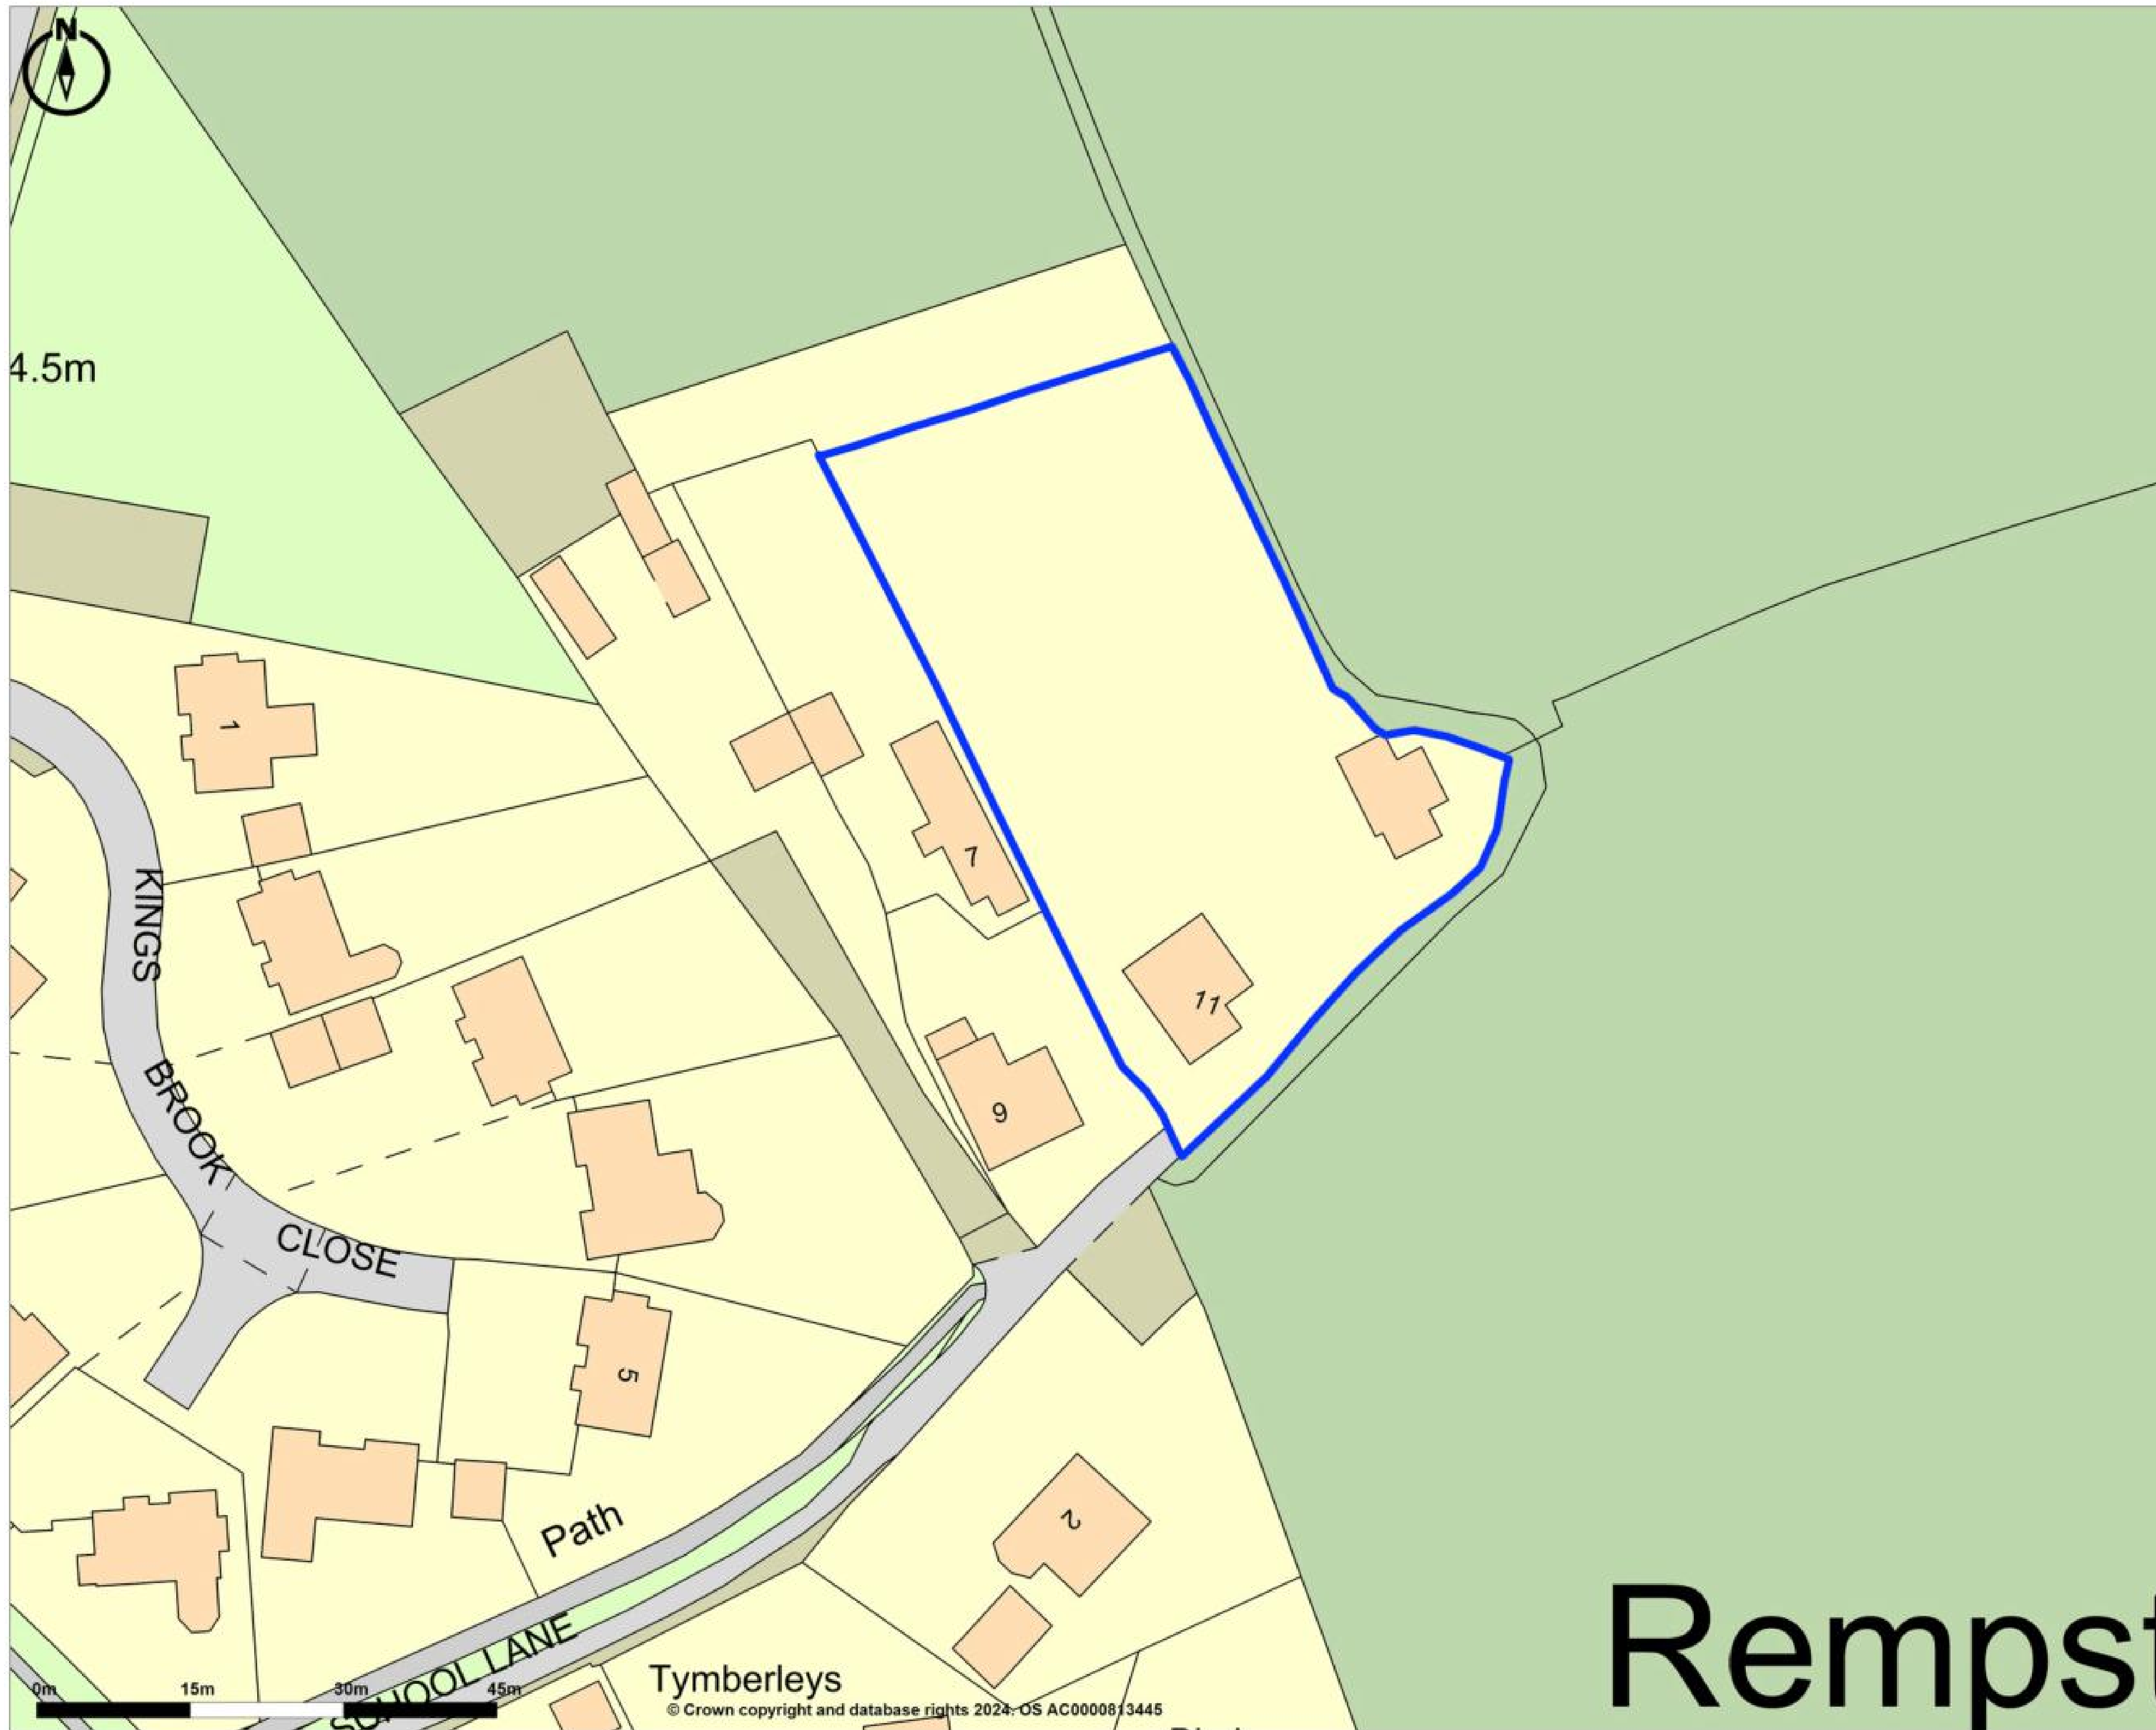 N
4.5m
1
7
KINGS
11
BROOK
9
CLOSE
5
2
Path
SCHOOL LANE
Tymberleys
Rempst
0m 15m 30m 45m
© Crown copyright and database rights 2024. OS AC0000813445